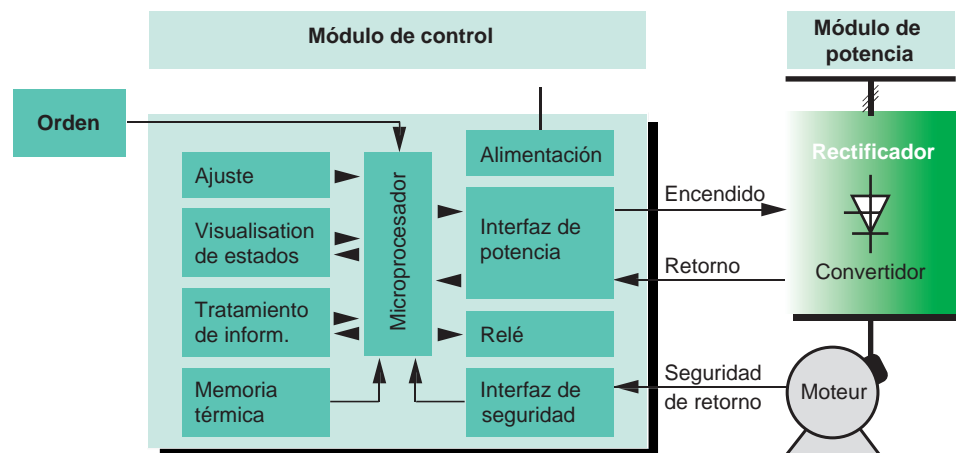 Módulo de control
Módulo de
potencia
Orden
Ajuste
Visualisation
de estados
Tratamiento
de inform.
Memoria
térmica
Microprocesador
Alimentación
Interfaz de
potencia
Relé
Interfaz de
seguridad
Encendido
Retorno
Seguridad
de retorno
Rectificador
Convertidor
Moteur